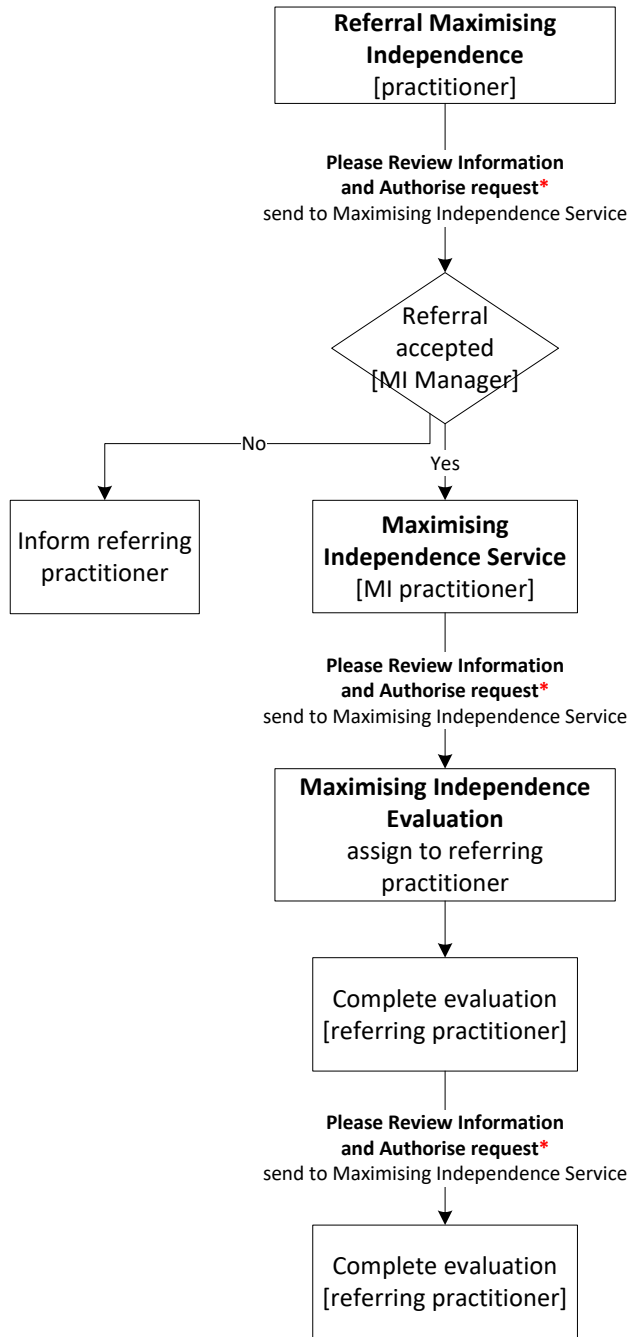 Referral Maximising
Independence
[practitioner]
Please Review Information
and Authorise request*
send to Maximising Independence Service
Referral
accepted
[MI Manager]
No
Yes
Inform referring
practitioner
Maximising
Independence Service
[MI practitioner]
Please Review Information
and Authorise request*
send to Maximising Independence Service
Maximising Independence
Evaluation
assign to referring
practitioner
Complete evaluation
[referring practitioner]
Please Review Information
and Authorise request*
send to Maximising Independence Service
Complete evaluation
[referring practitioner]